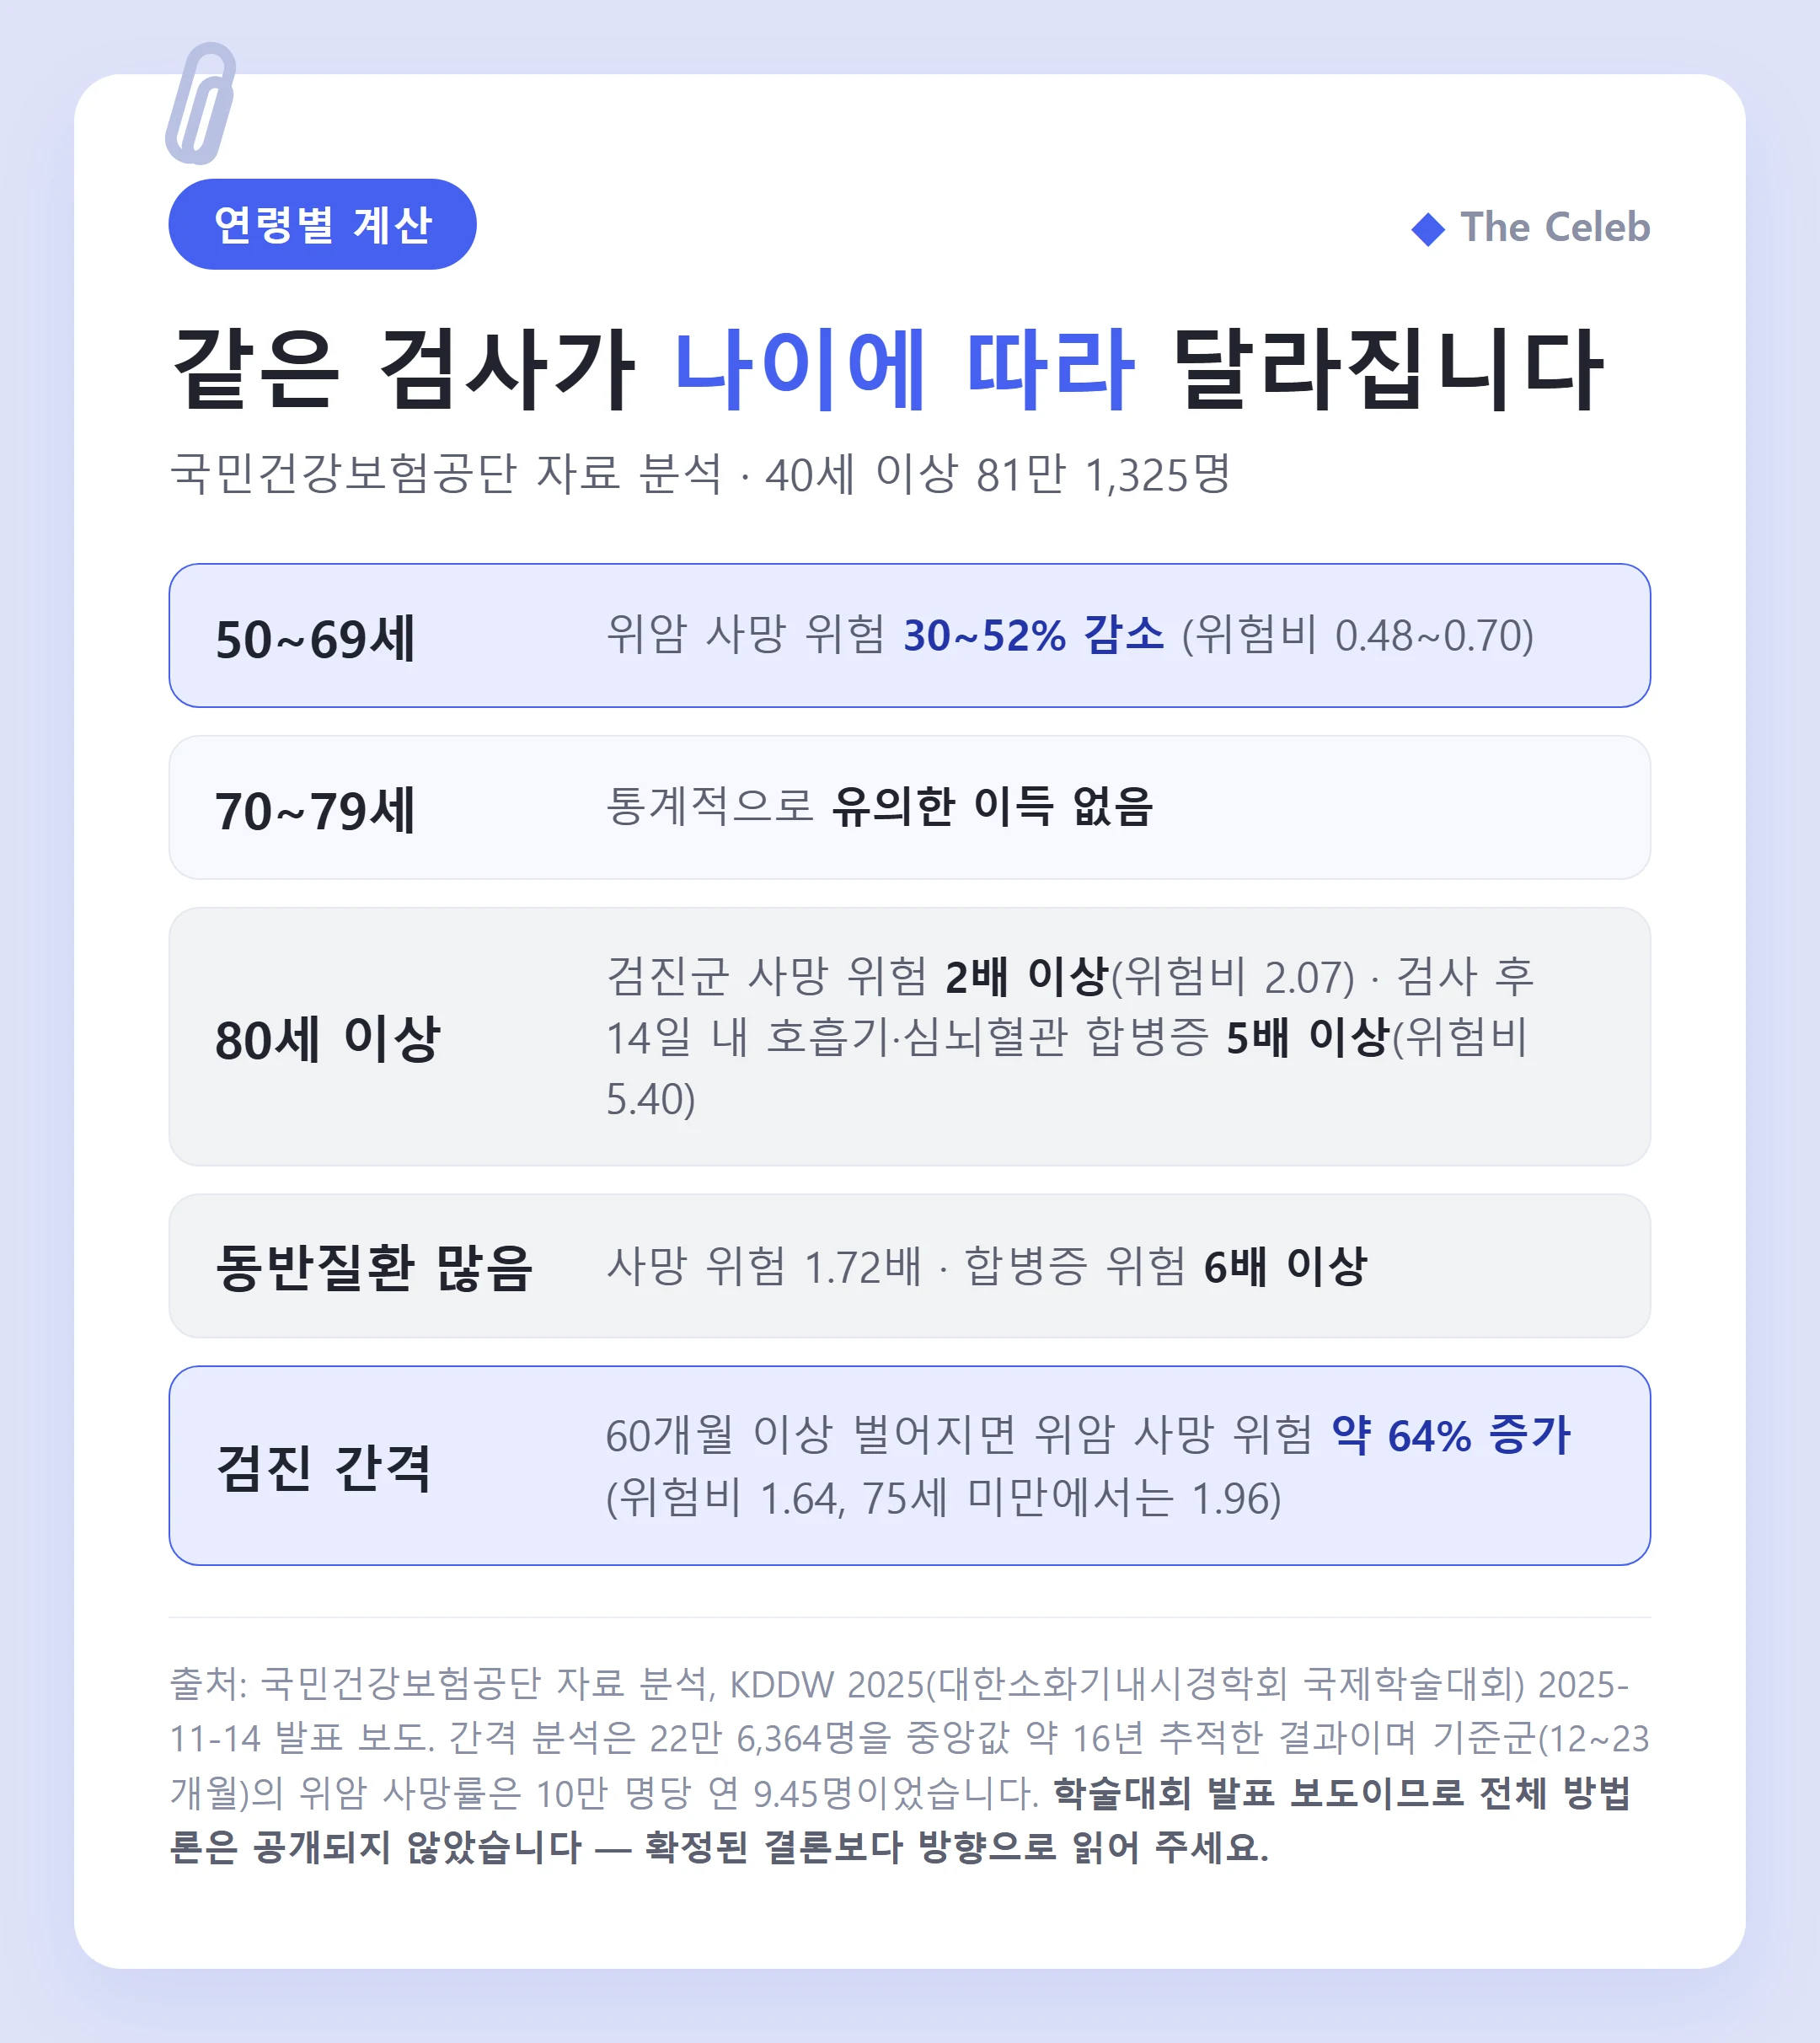 연령별 계산
◆ The Celeb
같은 검사가 나이에 따라 달라집니다
국민건강보험공단 자료 분석 · 40세 이상 81만 1,325명
50~69세
위암 사망 위험 30~52% 감소 (위험비 0.48~0.70)
70~79세
통계적으로 유의한 이득 없음
80세 이상
검진군 사망 위험 2배 이상(위험비 2.07) · 검사 후
14일 내 호흡기·심뇌혈관 합병증 5배 이상(위험비
5.40)
동반질환 많음
사망 위험 1.72배 · 합병증 위험 6배 이상
검진 간격
60개월 이상 벌어지면 위암 사망 위험 약 64% 증가
(위험비 1.64, 75세 미만에서는 1.96)
출처: 국민건강보험공단 자료 분석, KDDW 2025(대한소화기내시경학회 국제학술대회) 2025-
11-14 발표 보도. 간격 분석은 22만 6,364명을 중앙값 약 16년 추적한 결과이며 기준군(12~23
개월)의 위암 사망률은 10만 명당 연 9.45명이었습니다. 학술대회 발표 보도이므로 전체 방법
론은 공개되지 않았습니다 — 확정된 결론보다 방향으로 읽어 주세요.